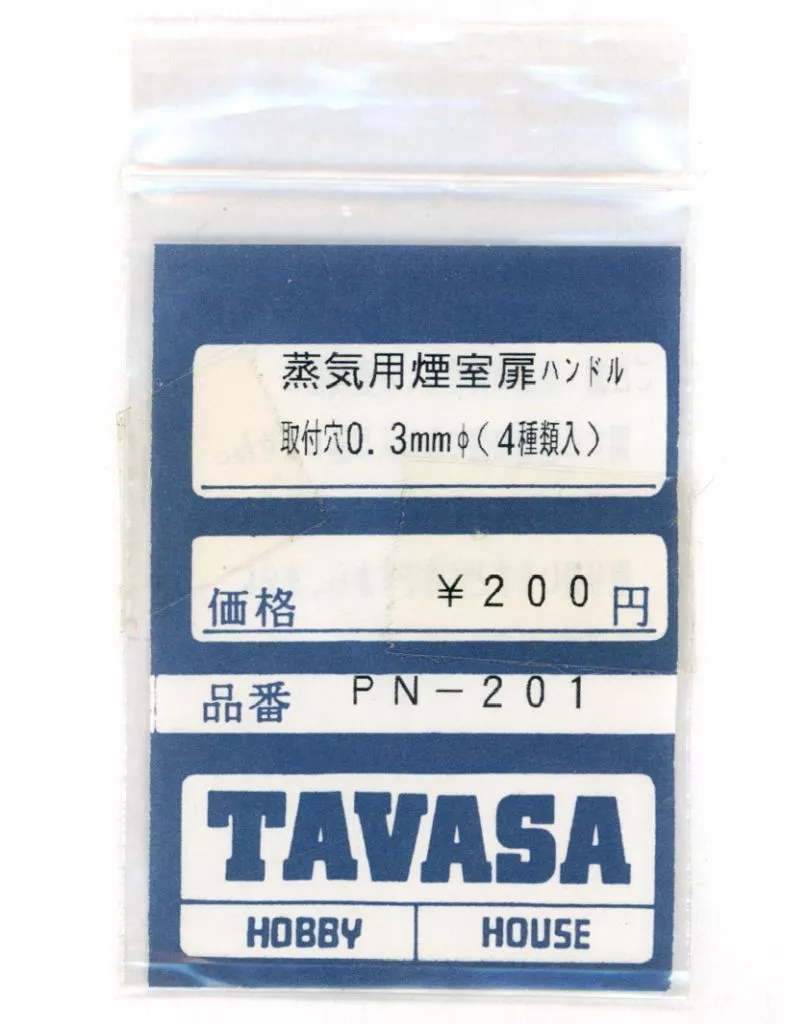 蒸気用煙室扉ハンドル
取付穴0.3mmφ(4種類入)
価格 ¥200円
品番 PN-201
TAVASA
HOBBY HOUSE